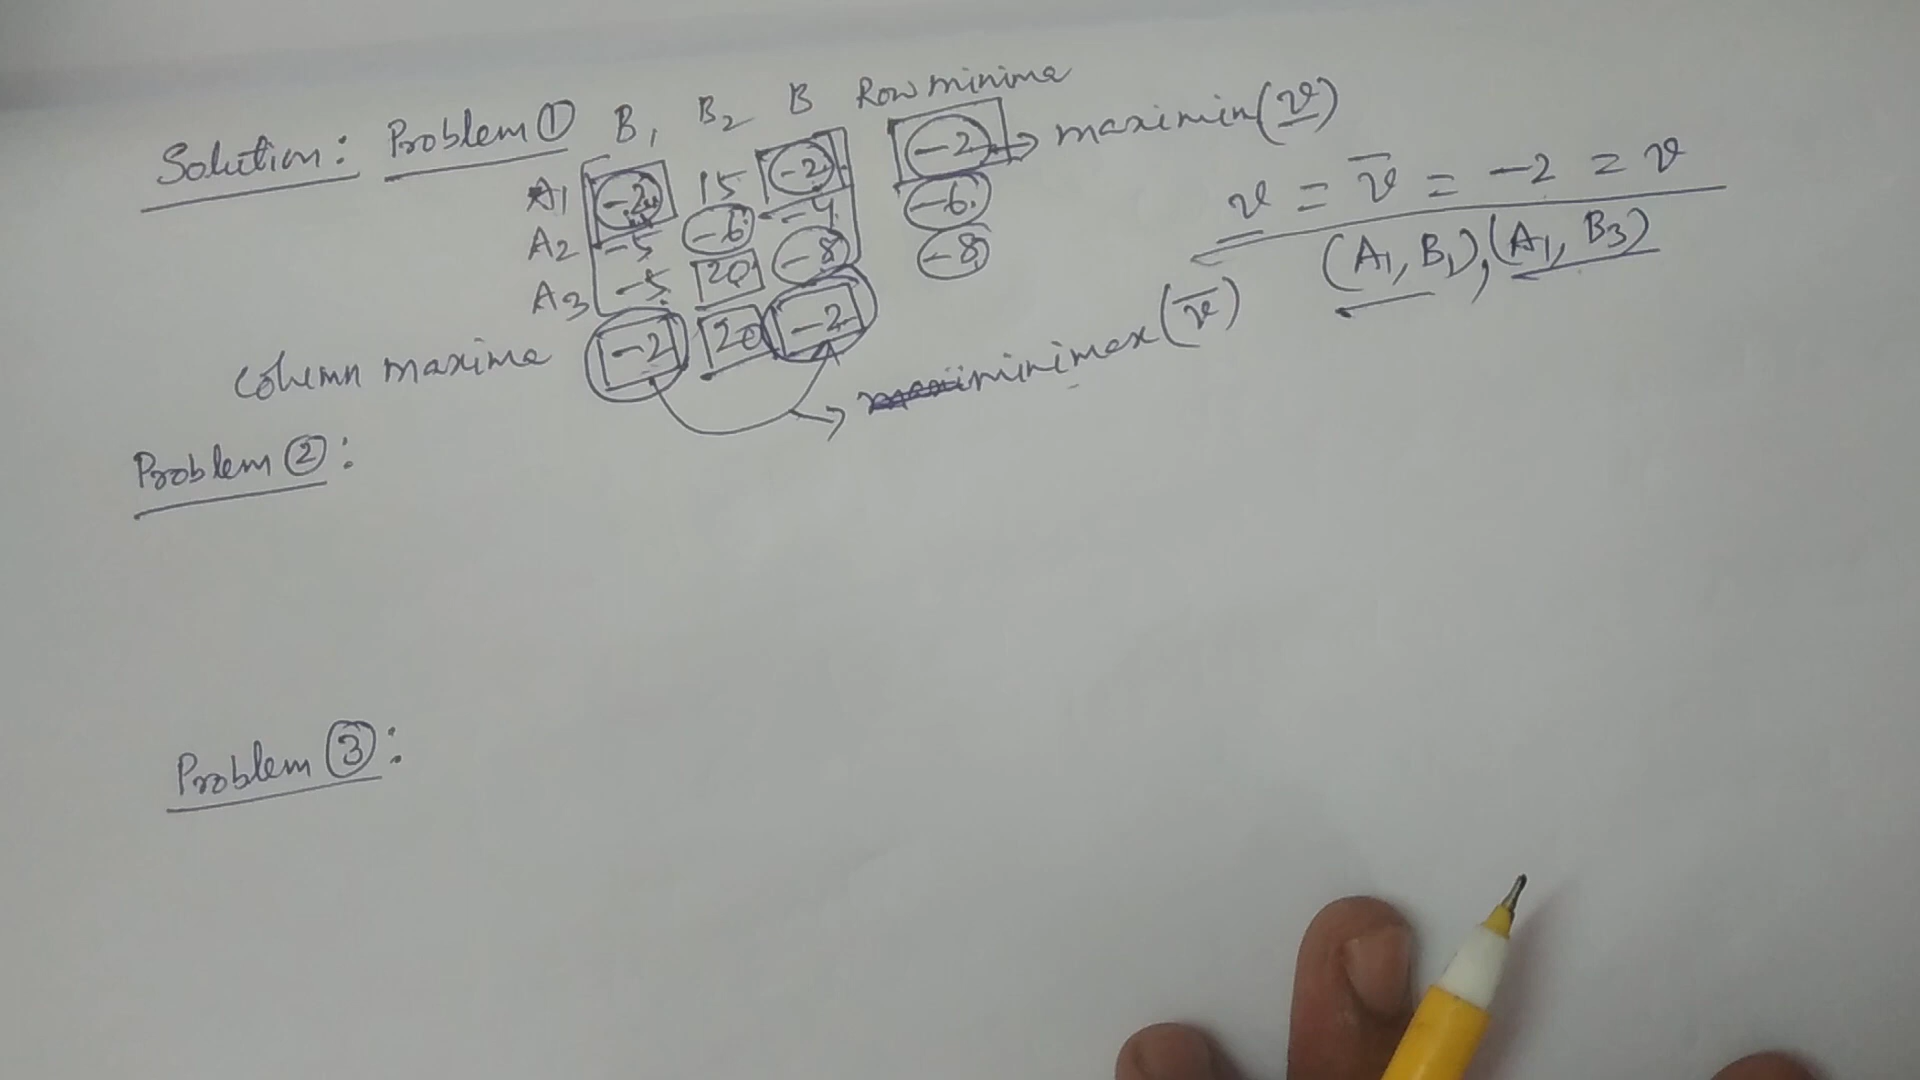 Solution: Problem ① B1 B2 B Row minima
A1 -2 15 -2 -2 → maximin(v)
A2 -5 -6 -4 -6
A3 -5 20 -8 -8
Column maxima -2 20 -2 → minimax(v̅)
v = v̅ = -2 = v
(A1, B1), (A1, B3)
Problem ②:
Problem ③: